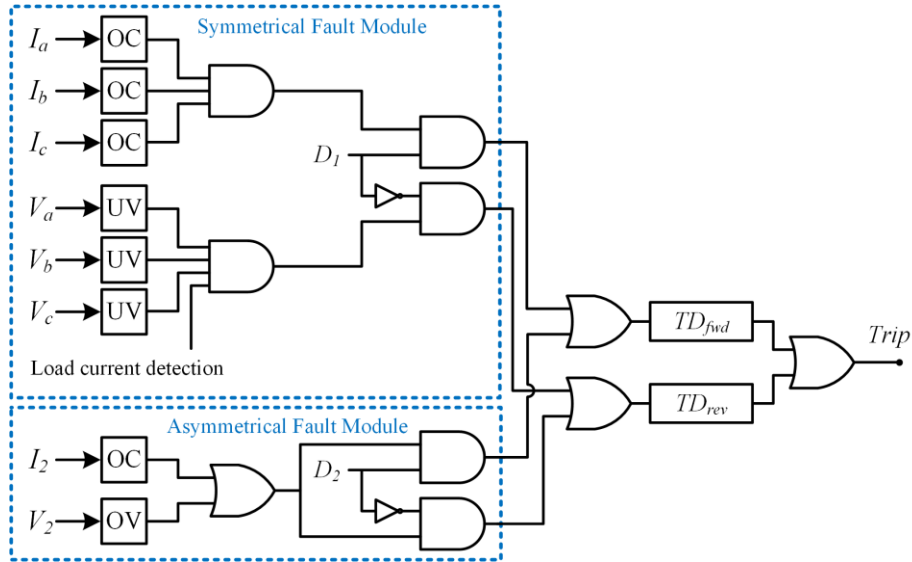 Symmetrical Fault Module
I_a OC
I_b OC
I_c OC
D_1
V_a UV
V_b UV
V_c UV
Load current detection
TD_fwd
Trip
TD_rev
Asymmetrical Fault Module
I_2 OC
D_2
V_2 OV